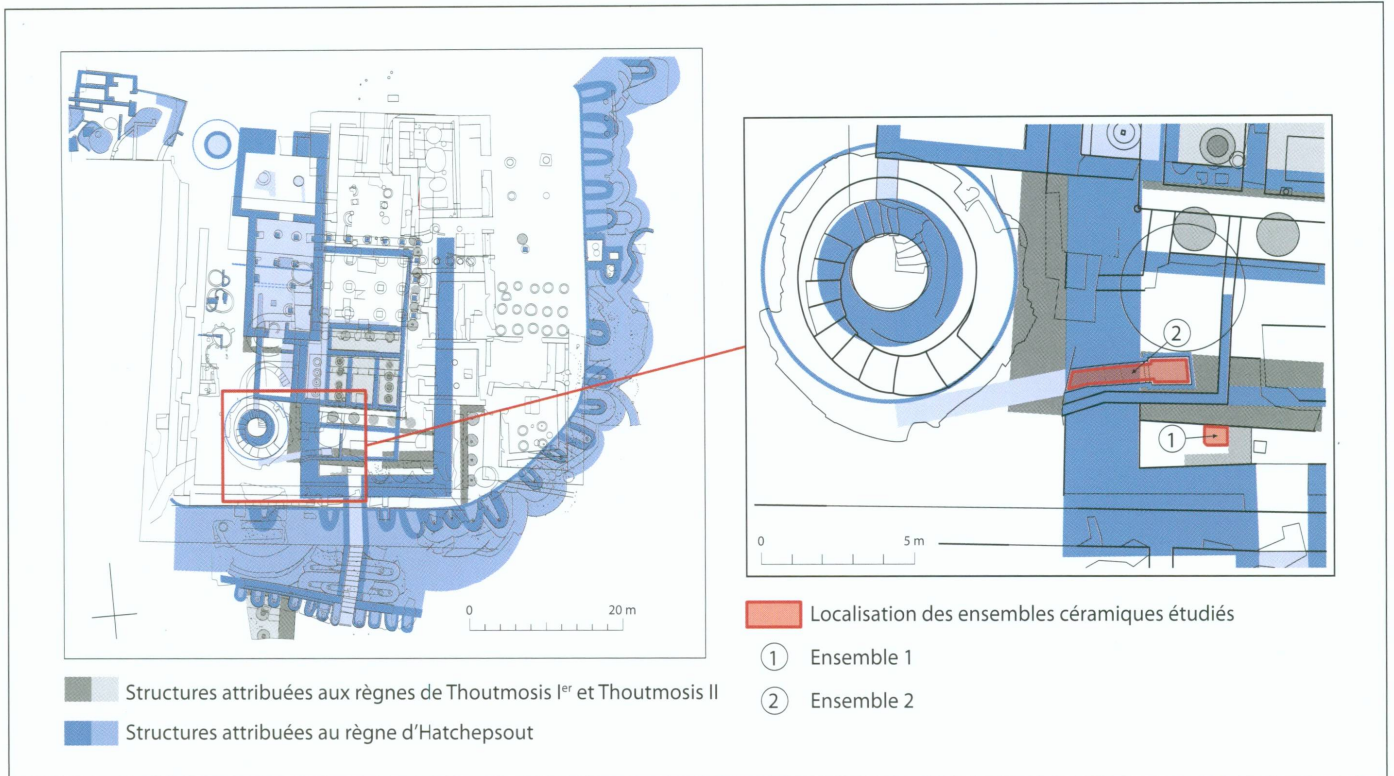 0 20 m
Structures attribuées aux règnes de Thoutmosis Ier et Thoutmosis II
Structures attribuées au règne d'Hatchepsout
2
1
0 5 m
Localisation des ensembles céramiques étudiés
1 Ensemble 1
2 Ensemble 2